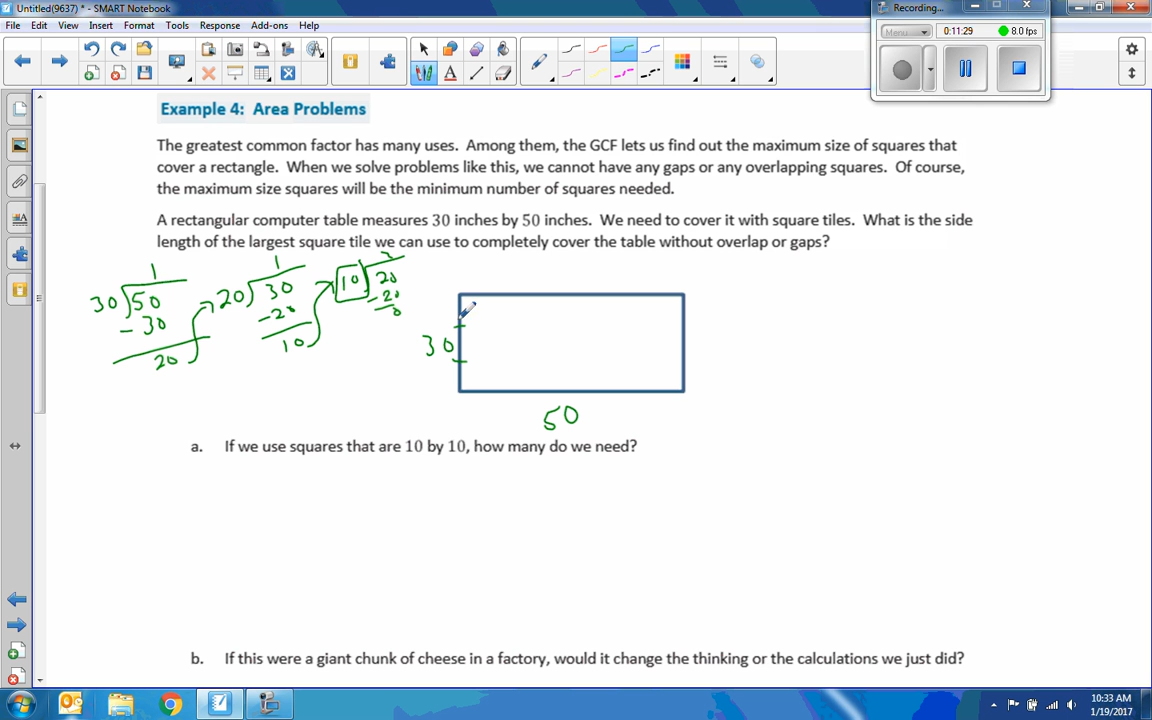 Untitled(9637) * - SMART Notebook
File Edit View Insert Format Tools Response Add-ons Help
Recording...
Menu 0:11:29 8.0 fps
Example 4: Area Problems
The greatest common factor has many uses. Among them, the GCF lets us find out the maximum size of squares that
cover a rectangle. When we solve problems like this, we cannot have any gaps or any overlapping squares. Of course,
the maximum size squares will be the minimum number of squares needed.
A rectangular computer table measures 30 inches by 50 inches. We need to cover it with square tiles. What is the side
length of the largest square tile we can use to completely cover the table without overlap or gaps?
1 1 2
30 50 20 30 10 20
- 30 - 20 - 20
20 10 0
30
50
a. If we use squares that are 10 by 10, how many do we need?
b. If this were a giant chunk of cheese in a factory, would it change the thinking or the calculations we just did?
10:33 AM
1/19/2017